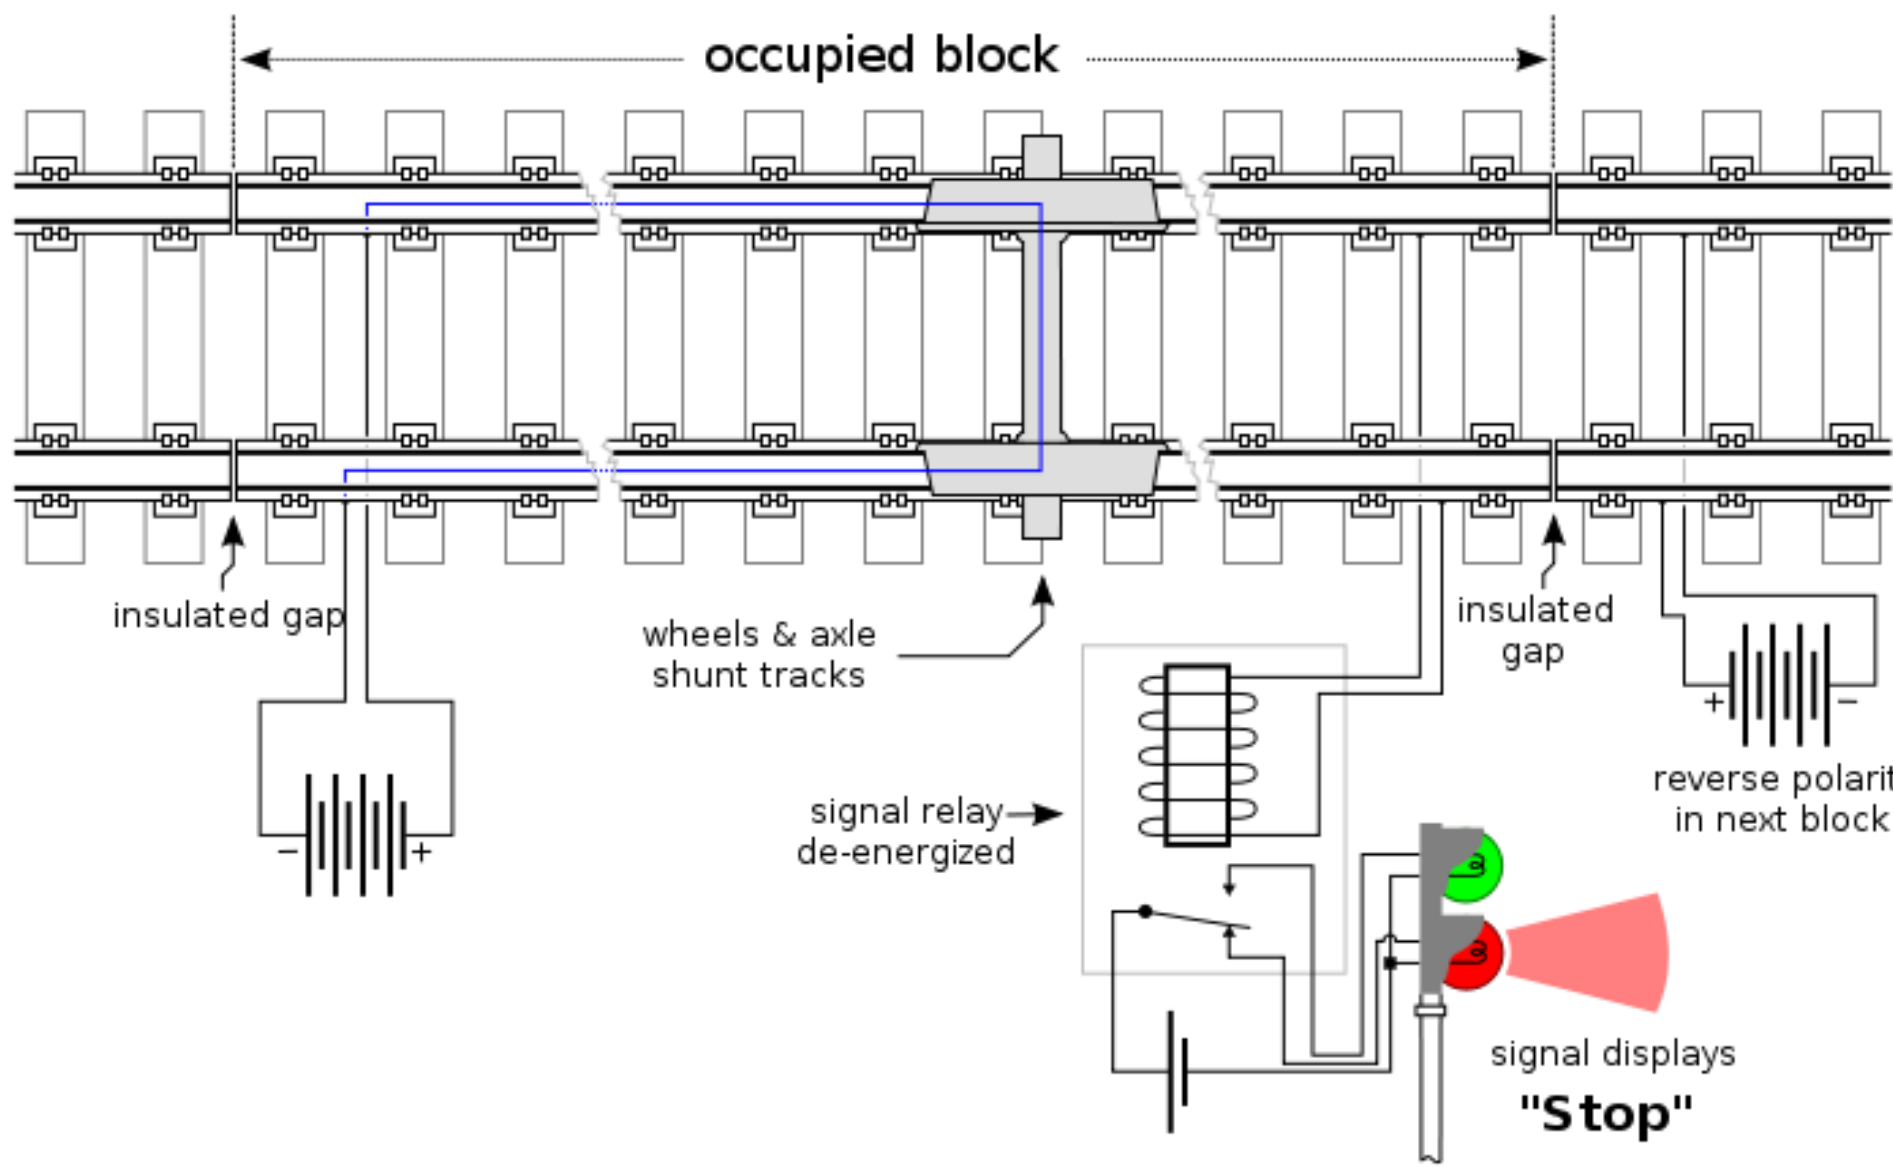 occupied block
insulated gap
wheels & axle
shunt tracks
insulated
gap
+
−
reverse polarit
in next block
signal relay
de-energized
−
+
signal displays
"Stop"